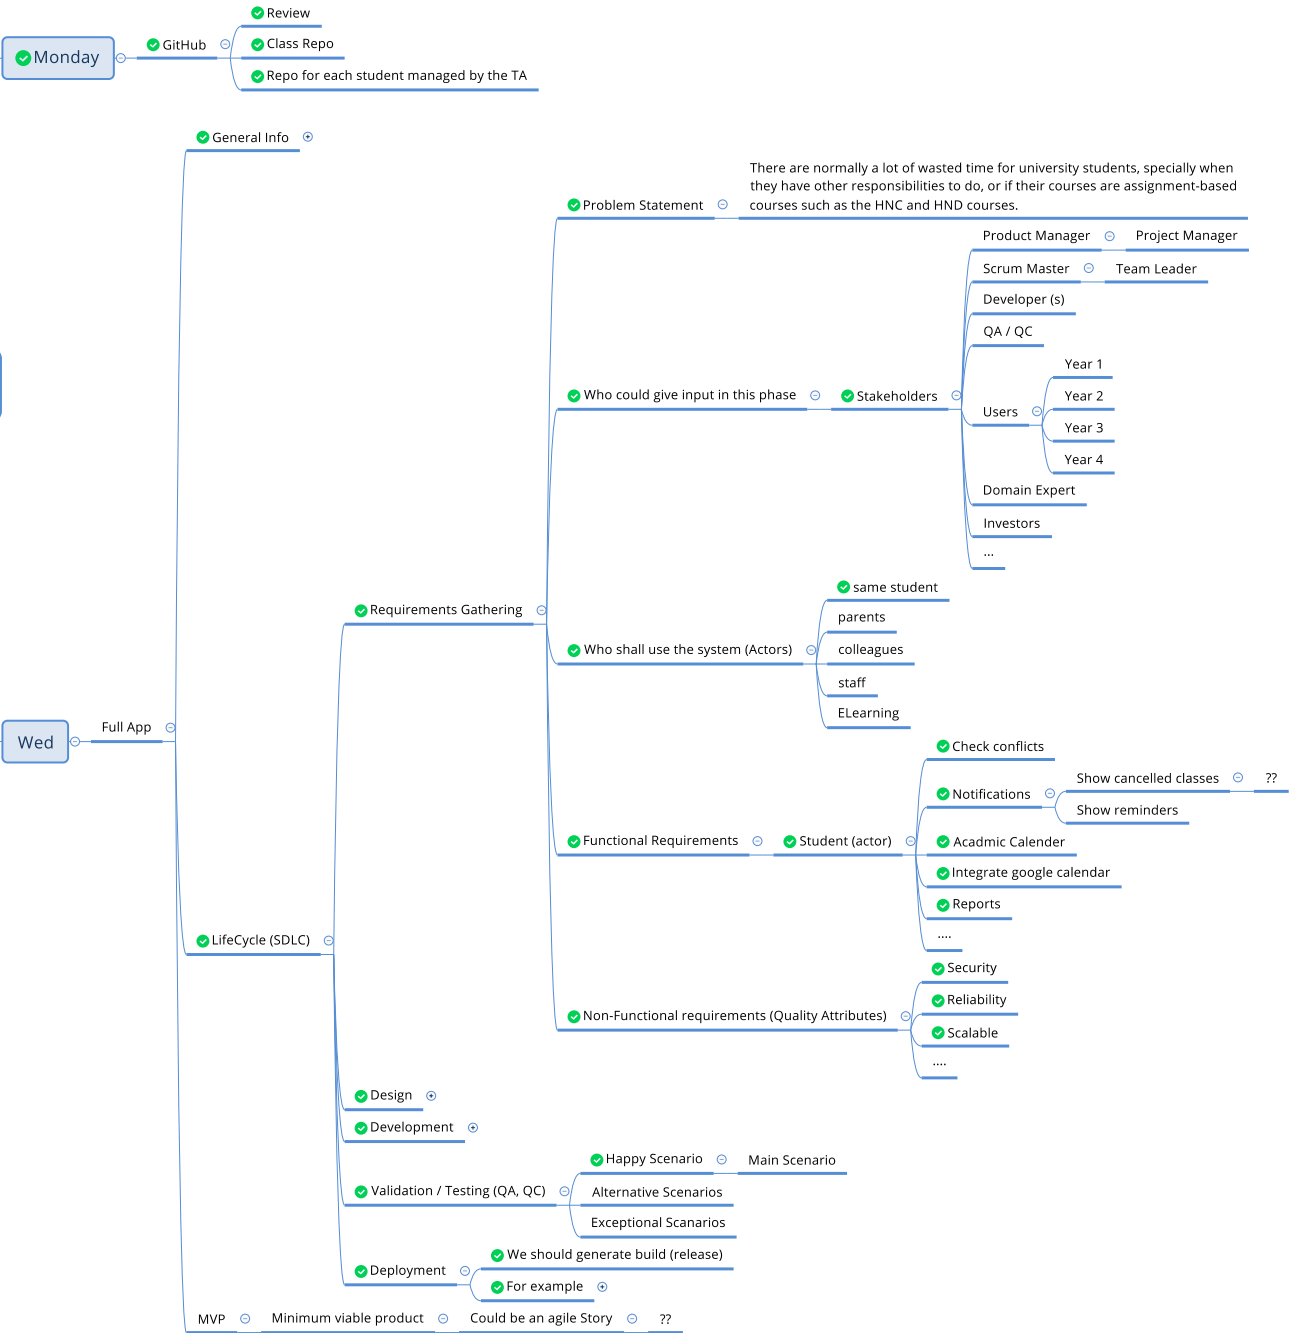 Monday
GitHub
Review
Class Repo
Repo for each student managed by the TA
Wed
Full App
General Info
LifeCycle (SDLC)
Requirements Gathering
Problem Statement
There are normally a lot of wasted time for university students, specially when
they have other responsibilities to do, or if their courses are assignment-based
courses such as the HNC and HND courses.
Who could give input in this phase
Stakeholders
Product Manager
Project Manager
Scrum Master
Team Leader
Developer (s)
QA / QC
Users
Year 1
Year 2
Year 3
Year 4
Domain Expert
Investors
...
Who shall use the system (Actors)
same student
parents
colleagues
staff
ELearning
Functional Requirements
Student (actor)
Check conflicts
Notifications
Show cancelled classes
??
Show reminders
Acadmic Calender
Integrate google calendar
Reports
....
Non-Functional requirements (Quality Attributes)
Security
Reliability
Scalable
....
Design
Development
Validation / Testing (QA, QC)
Happy Scenario
Main Scenario
Alternative Scenarios
Exceptional Scanarios
Deployment
We should generate build (release)
For example
MVP
Minimum viable product
Could be an agile Story
??